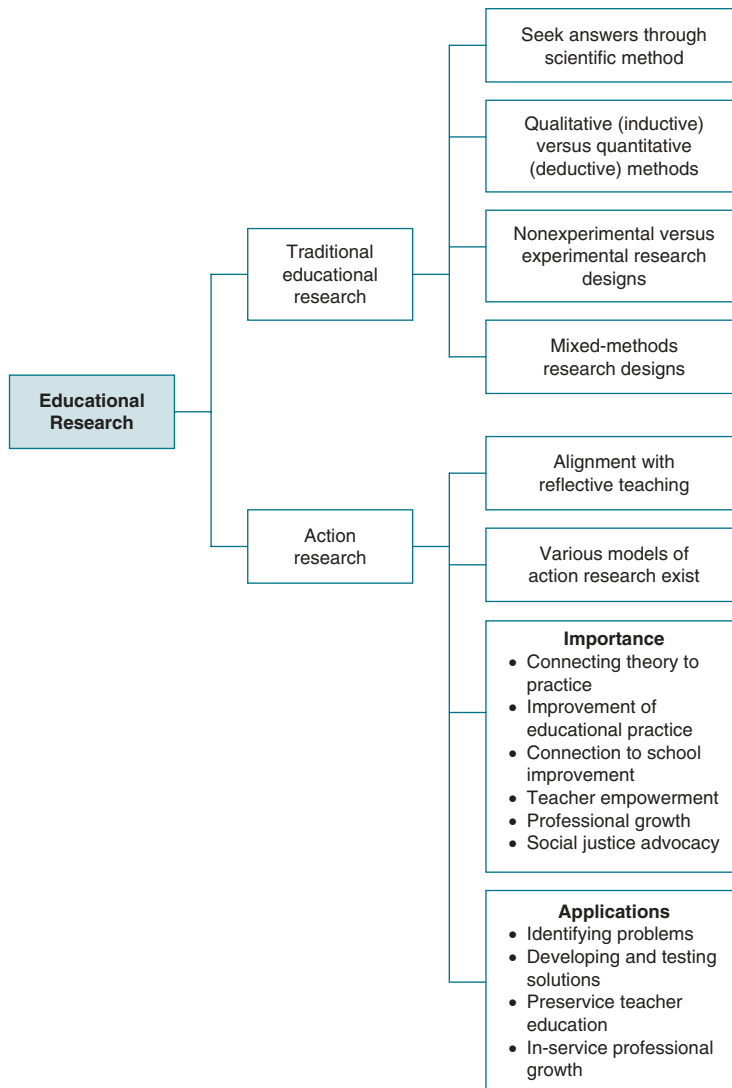 Seek answers through
scientific method
Qualitative (inductive)
versus quantitative
(deductive) methods
Traditional
educational
research
Nonexperimental versus
experimental research
designs
Mixed-methods
research designs
Educational
Research
Alignment with
reflective teaching
Action
research
Various models of
action research exist
Importance
• Connecting theory to
practice
• Improvement of
educational practice
• Connection to school
improvement
• Teacher empowerment
• Professional growth
• Social justice advocacy
Applications
• Identifying problems
• Developing and testing
solutions
• Preservice teacher
education
• In-service professional
growth